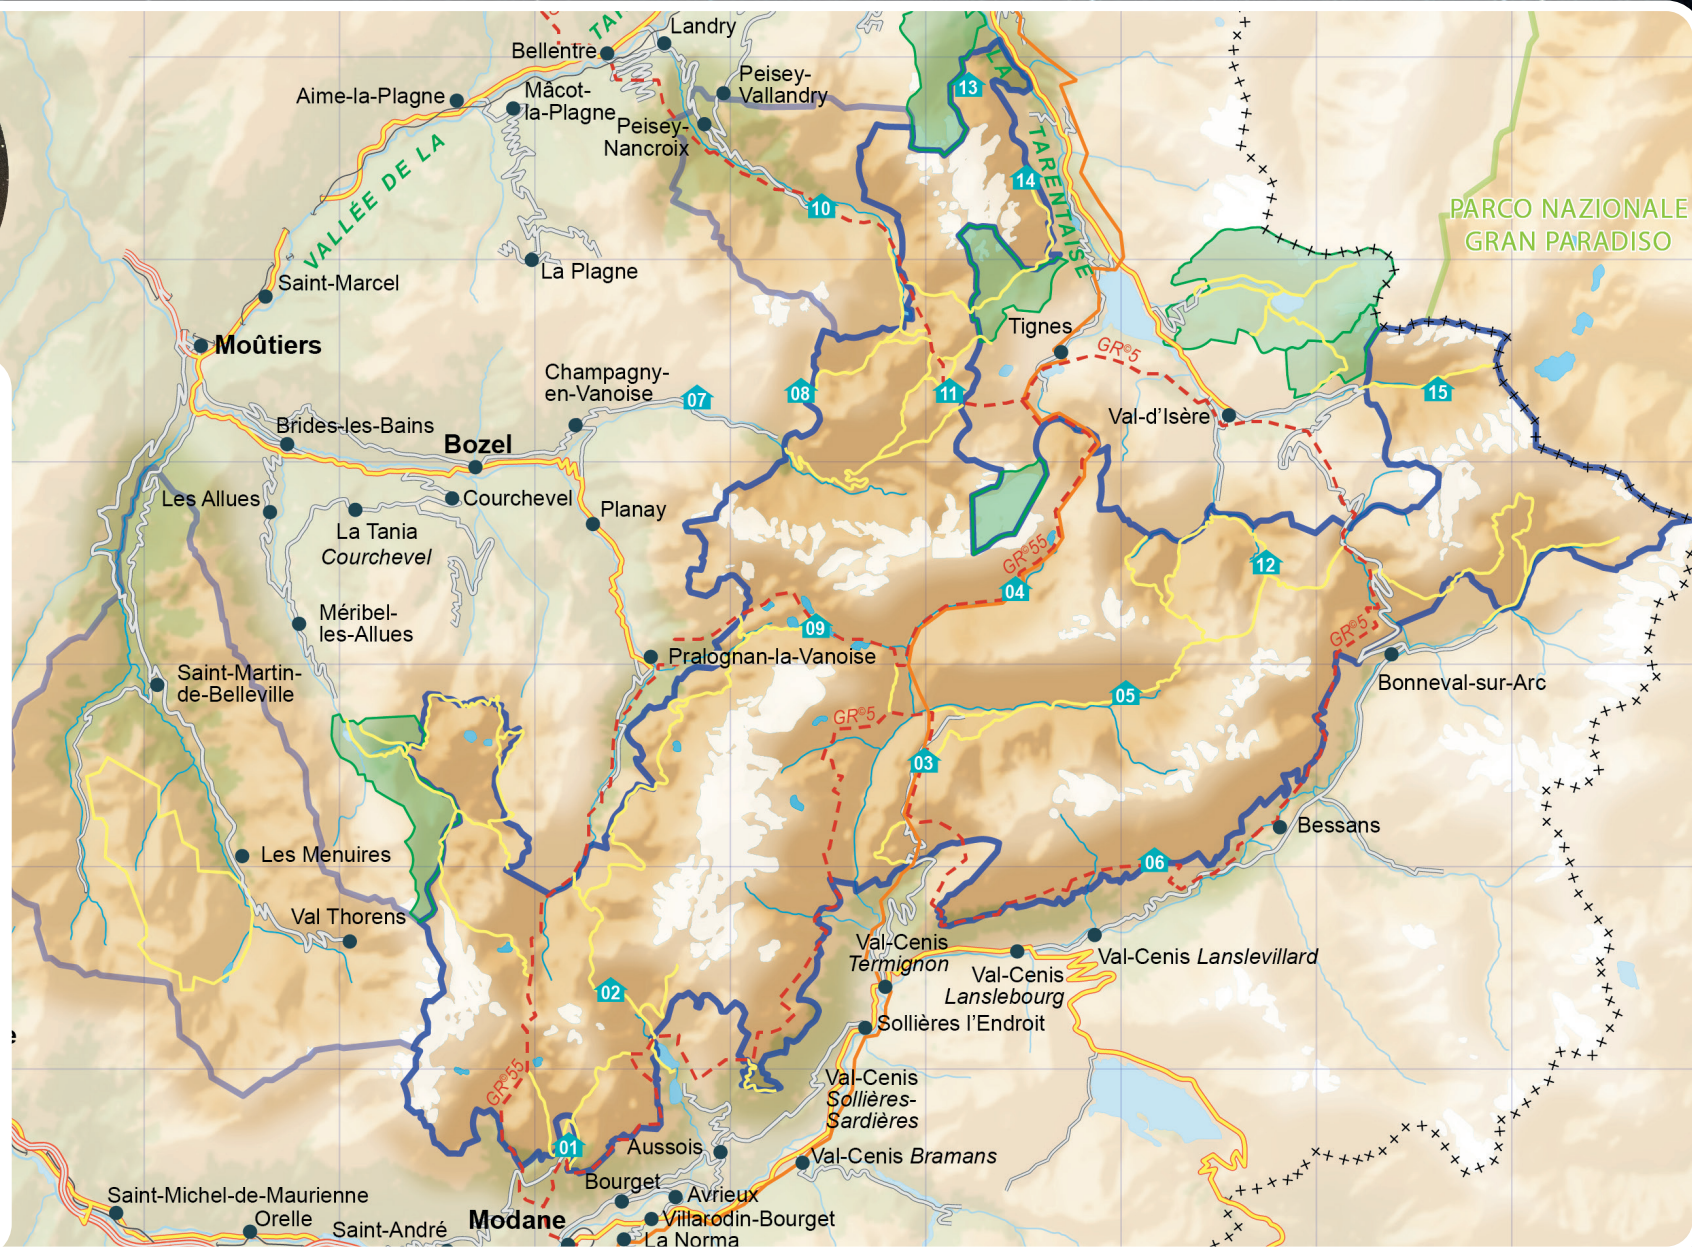 Landry
TA
Bellentre
LA
Peisey-
Vallandry
13
Aime-la-Plagne
Mâcot-
la-Plagne
Peisey-
Nancroix
TARENTAISE
VALLÉE DE LA
14
10
PARCO NAZIONALE
GRAN PARADISO
La Plagne
Saint-Marcel
Tignes
Moûtiers
GR©5
Champagny-
en-Vanoise
07
08
11
15
Val-d'Isère
Brides-les-Bains
Bozel
Les Allues
Courchevel
Planay
La Tania
Courchevel
GR©55
12
04
Méribel-
les-Allues
09
GR©5
Pralognan-la-Vanoise
Saint-Martin-
de-Belleville
Bonneval-sur-Arc
05
GR©5
03
Bessans
Les Menuires
06
Val Thorens
Val-Cenis
Termignon
Val-Cenis Lanslevillard
Val-Cenis
Lanslebourg
02
Sollières l'Endroit
e
GR©55
Val-Cenis
Sollières-
Sardières
01
Aussois
Val-Cenis Bramans
Bourget
Avrieux
Saint-Michel-de-Maurienne
Orelle
Saint-André
Modane
Villarodin-Bourget
La Norma